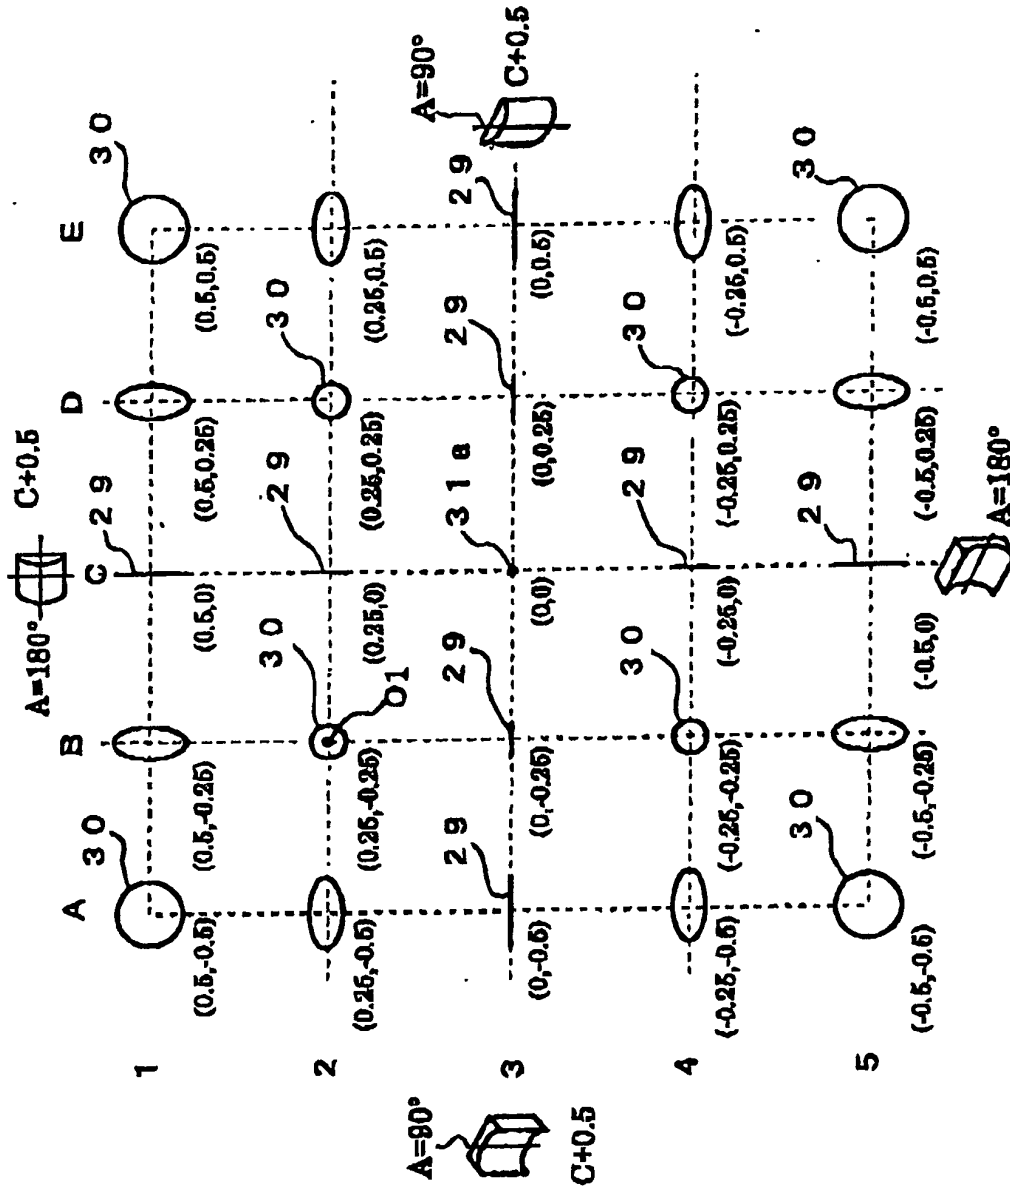 A=180° C+0.5
A B C D E
30 29 30
1
(0.5,-0.5) (0.5,-0.25) (0.5,0) (0.5,0.25) (0.5,0.5)
30 29 30
2
O1
(0.25,-0.5) (0.25,-0.25) (0.25,0) (0.25,0.25) (0.25,0.5)
A=90° A=90°
29 29 31a 29 29
3
C+0.5
(0,-0.5) (0,-0.25) (0,0) (0,0.25) (0,0.5)
C+0.5
30 29 30
4
(-0.25,-0.5) (-0.25,-0.25) (-0.25,0) (-0.25,0.25) (-0.25,0.5)
30 29 30
5
(-0.5,-0.5) (-0.5,-0.25) (-0.5,0) (-0.5,0.25) (-0.5,0.5)
A=180°